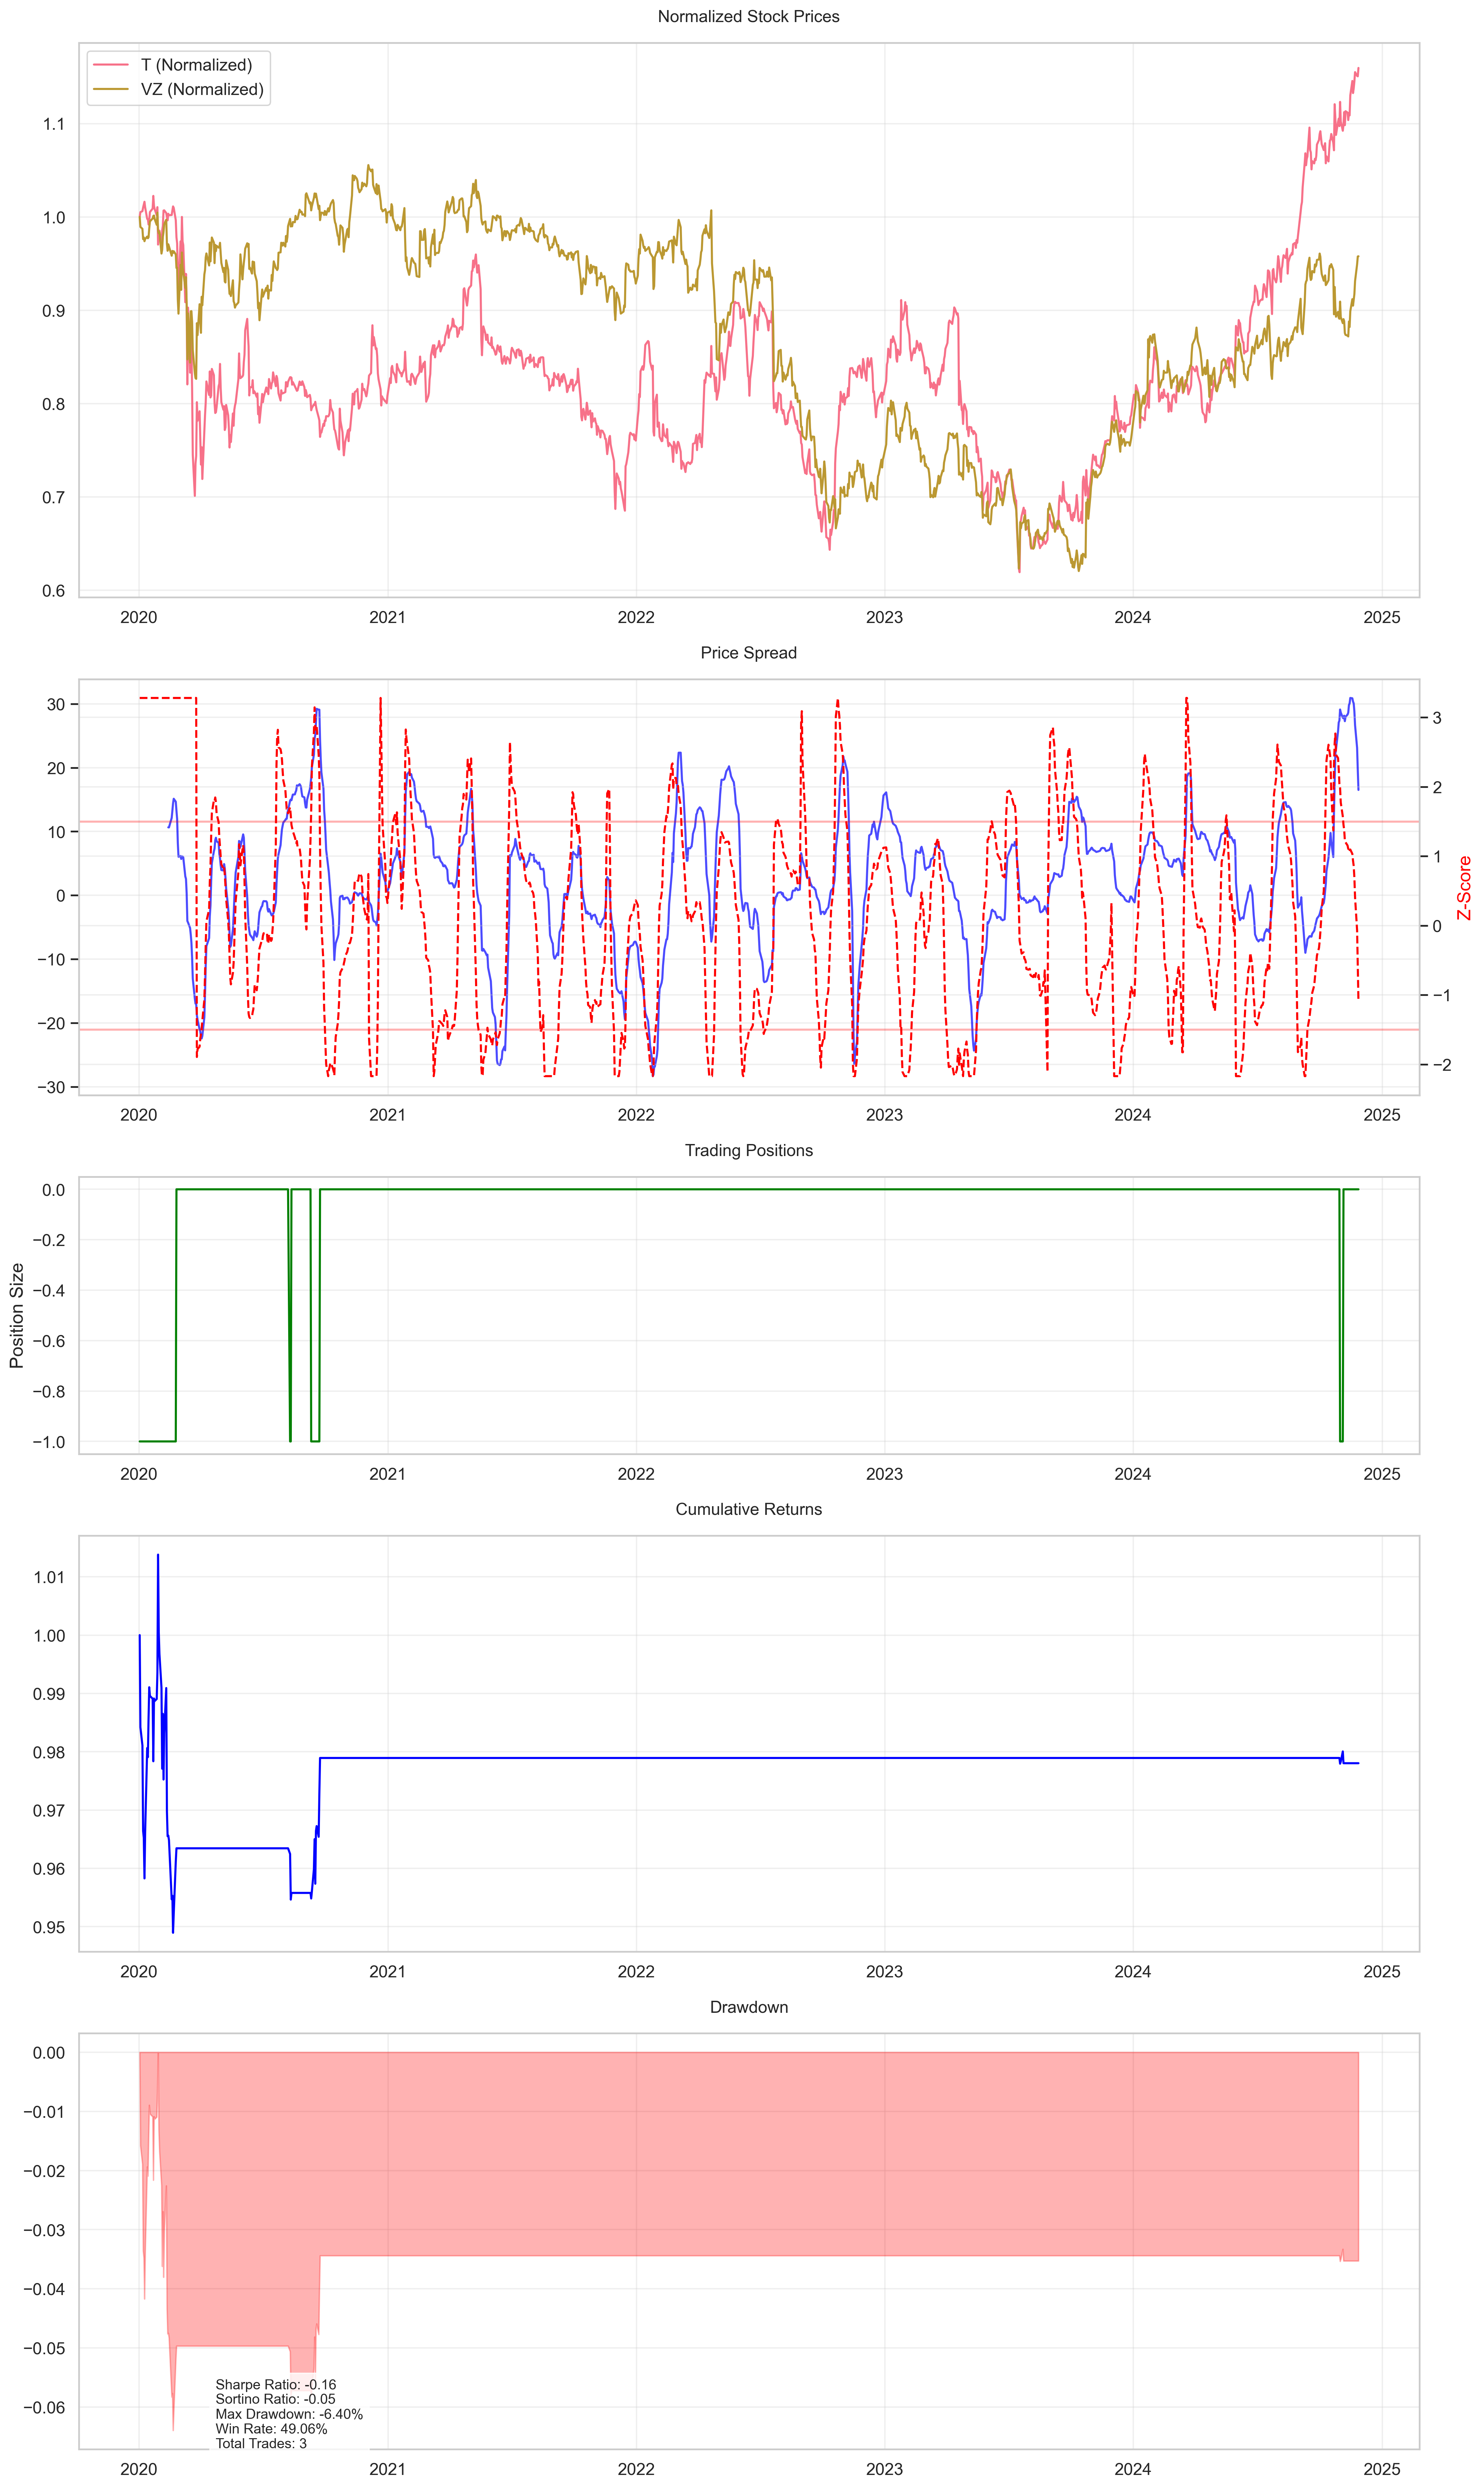 Normalized Stock Prices
T (Normalized)
VZ (Normalized)
1.1
1.0
0.9
0.8
0.7
0.6
2020 2021 2022 2023 2024 2025
Price Spread
30
20
10
0
−10
−20
−30
3
2
1
0
−1
−2
Z-Score
2020 2021 2022 2023 2024 2025
Trading Positions
0.0
−0.2
−0.4
−0.6
−0.8
−1.0
Position Size
2020 2021 2022 2023 2024 2025
Cumulative Returns
1.01
1.00
0.99
0.98
0.97
0.96
0.95
2020 2021 2022 2023 2024 2025
Drawdown
0.00
−0.01
−0.02
−0.03
−0.04
−0.05
−0.06
Sharpe Ratio: -0.16
Sortino Ratio: -0.05
Max Drawdown: -6.40%
Win Rate: 49.06%
Total Trades: 3
2020 2021 2022 2023 2024 2025